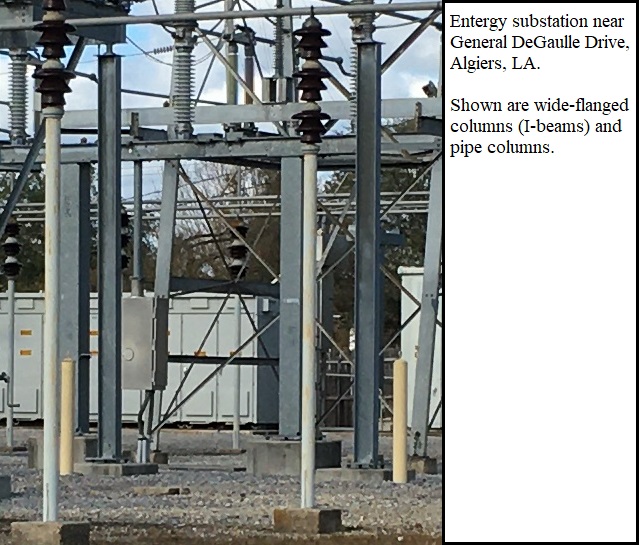 Entergy substation near
General DeGaulle Drive,
Algiers, LA.
Shown are wide-flanged
columns (I-beams) and
pipe columns.